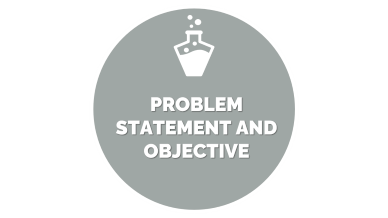 PROBLEM
STATEMENT AND
OBJECTIVE